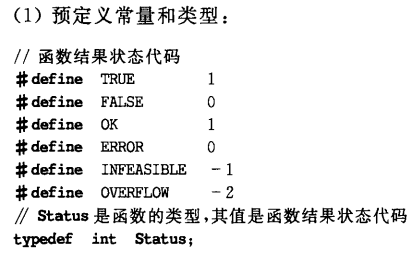 (1) 预定义常量和类型:
// 函数结果状态代码
#define TRUE 1
#define FALSE 0
#define OK 1
#define ERROR 0
#define INFEASIBLE -1
#define OVERFLOW -2
// Status 是函数的类型,其值是函数结果状态代码
typedef int Status;